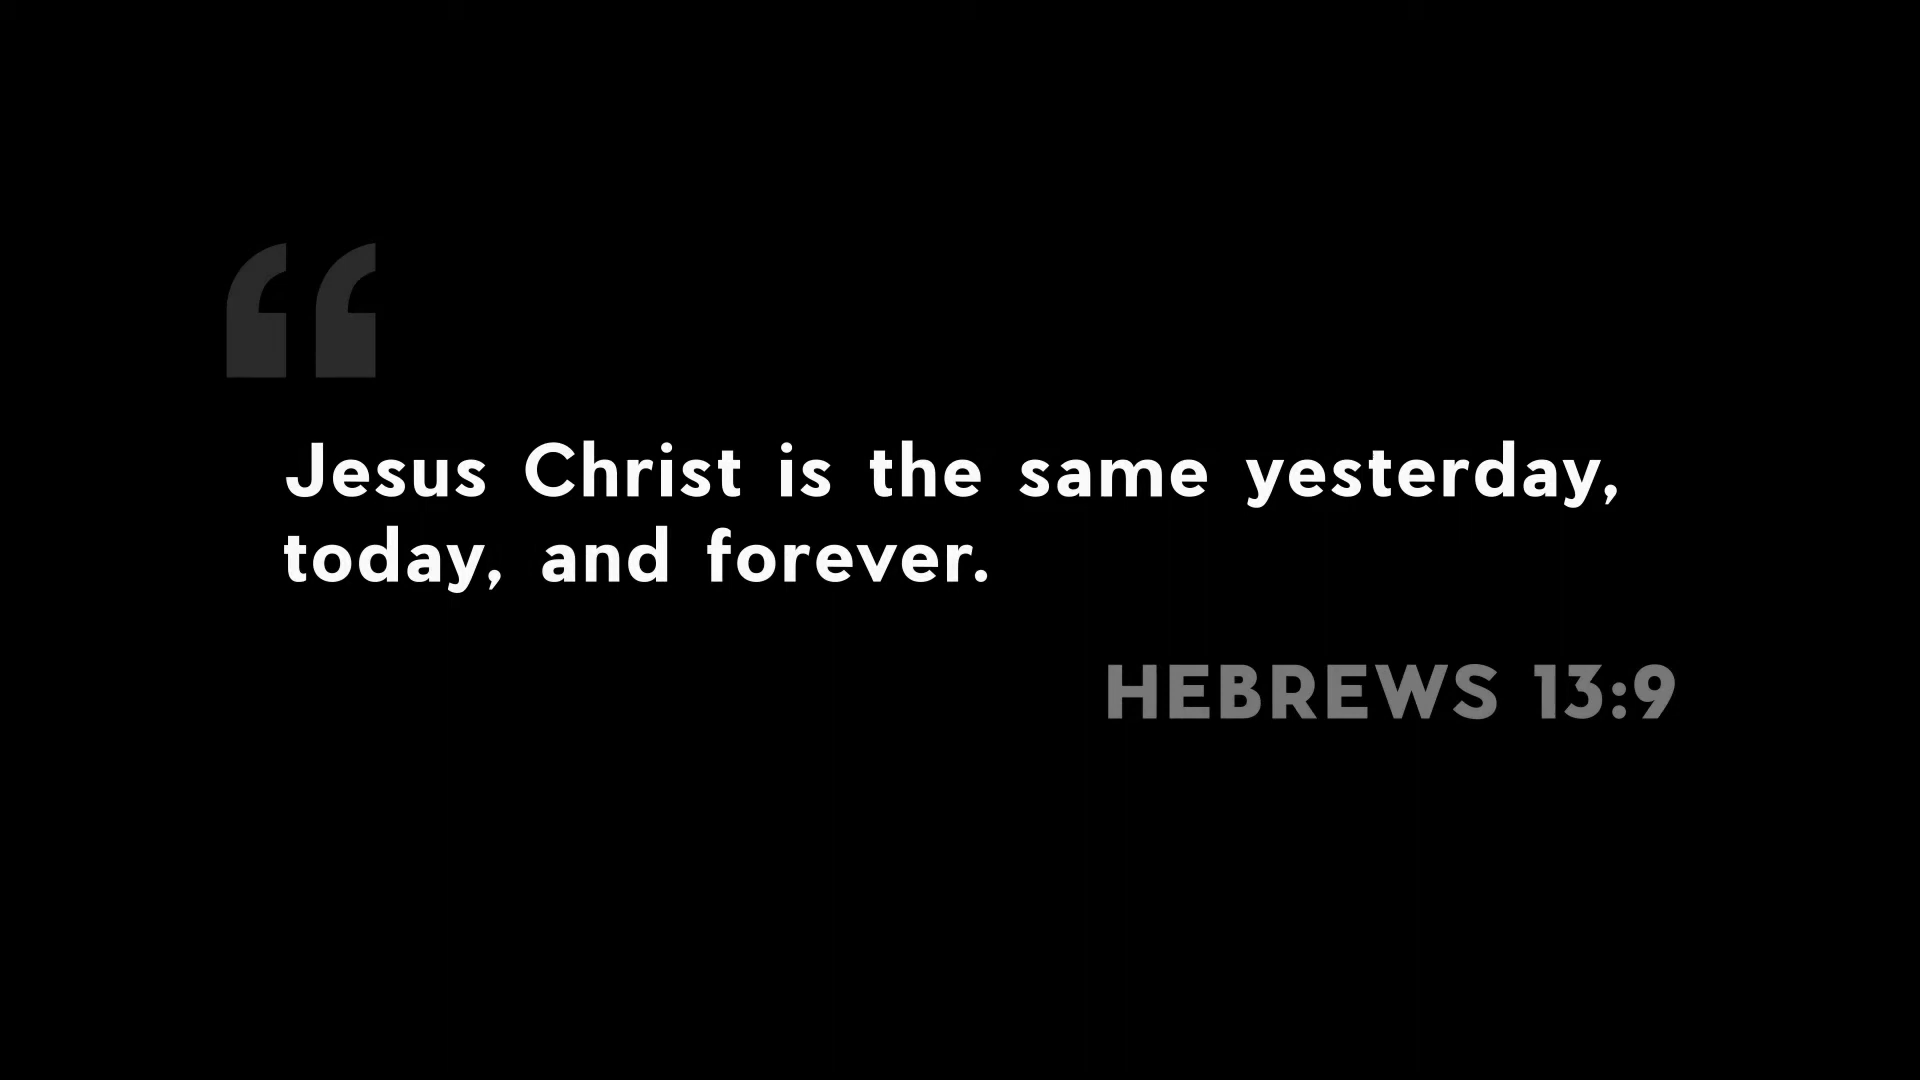 “
Jesus Christ is the same yesterday,
today, and forever.
HEBREWS 13:9